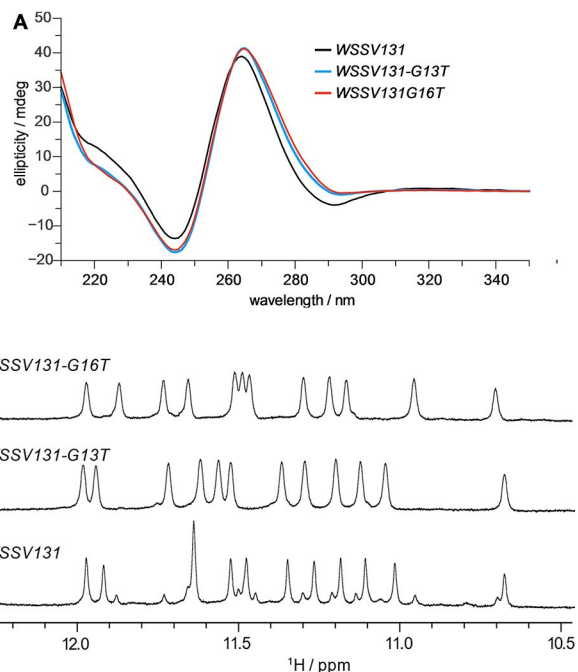 A
50
40
30
20
10
0
−10
−20
ellipticity / mdeg
WSSV131
WSSV131-G13T
WSSV131G16T
220 240 260 280 300 320 340
wavelength / nm
SSV131-G16T
SSV131-G13T
SSV131
12.0 11.5 11.0 10.5
¹H / ppm